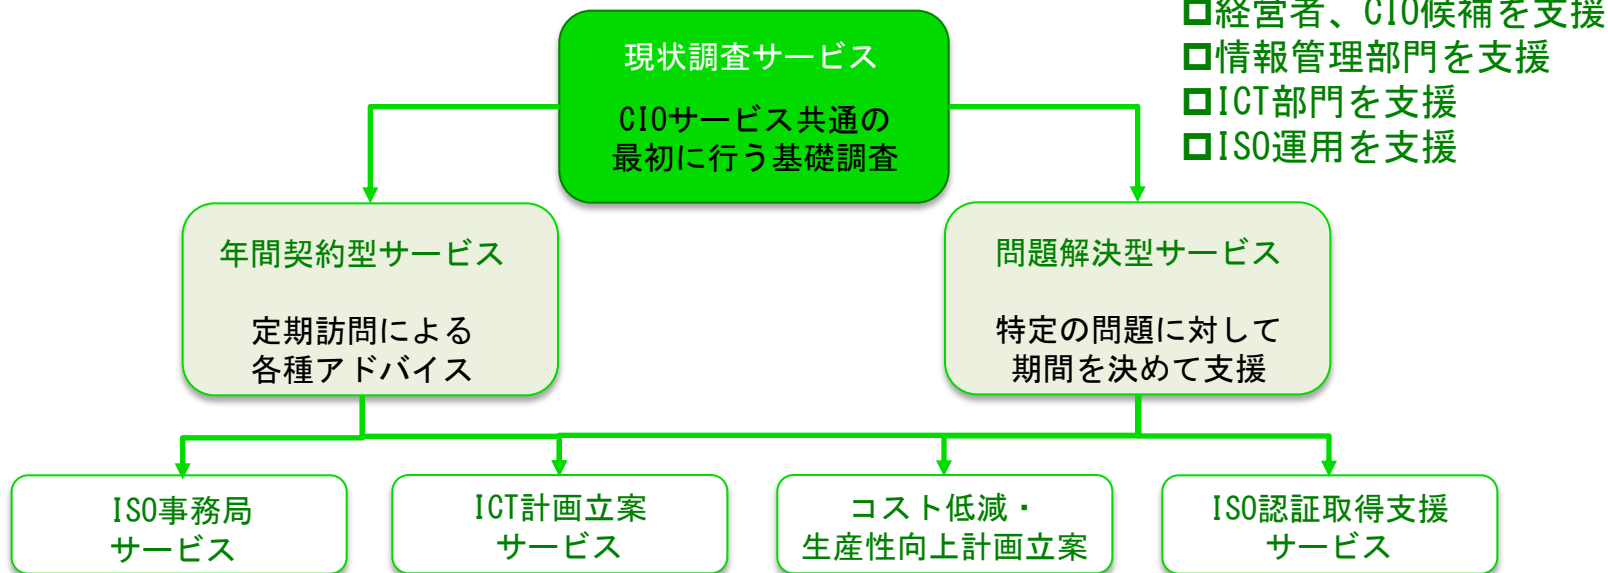 現状調査サービス
CIOサービス共通の
最初に行う基礎調査
□経営者、CIO候補を支援
□情報管理部門を支援
□ICT部門を支援
□ISO運用を支援
年間契約型サービス
定期訪問による
各種アドバイス
問題解決型サービス
特定の問題に対して
期間を決めて支援
ISO事務局
サービス
ICT計画立案
サービス
コスト低減・
生産性向上計画立案
ISO認証取得支援
サービス